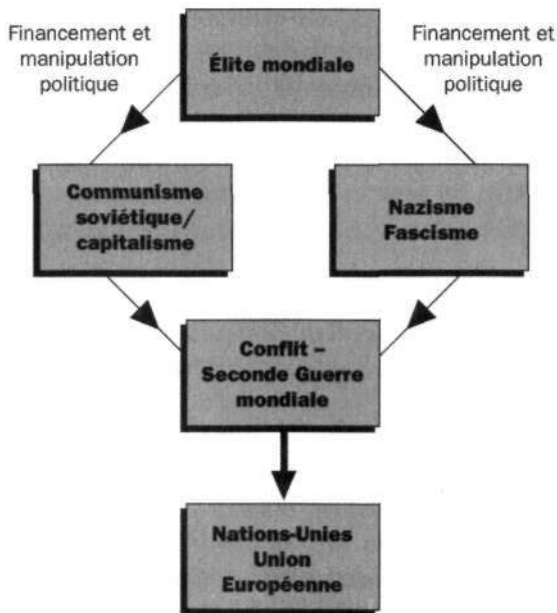 Financement et
manipulation
politique
Élite mondiale
Financement et
manipulation
politique
Communisme
soviétique/
capitalisme
Nazisme
Fascisme
Conflit –
Seconde Guerre
mondiale
Nations-Unies
Union
Européenne